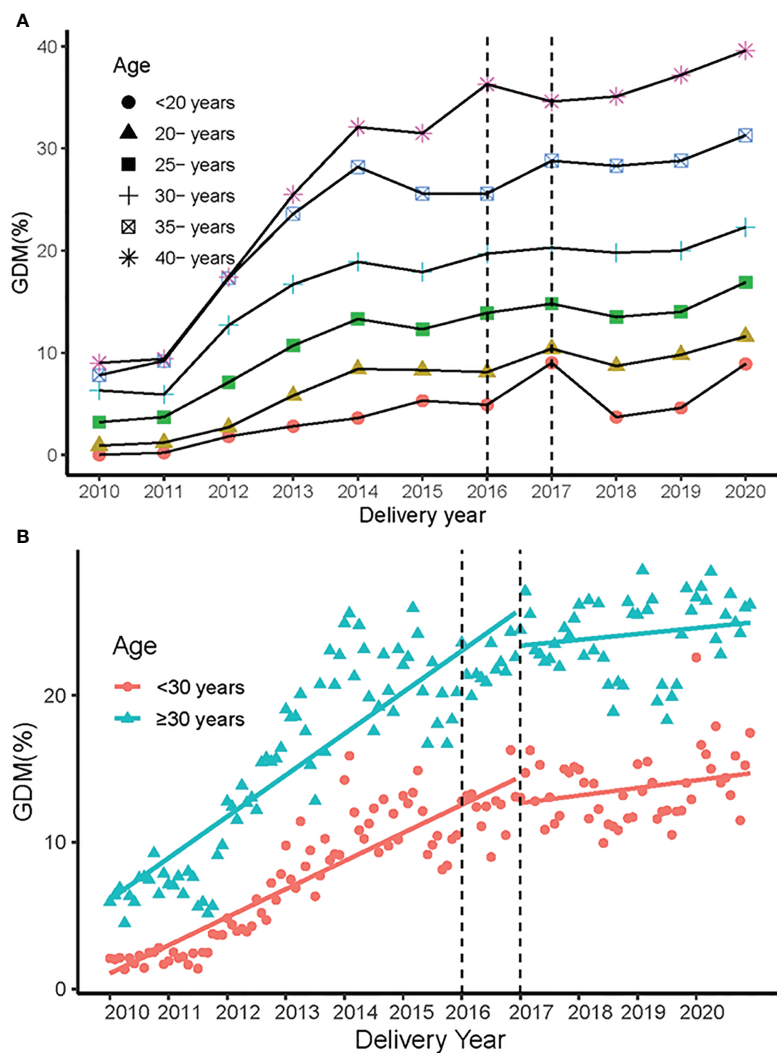 A
40
30
20
10
0
GDM(%)
Age
<20 years
20− years
25− years
30− years
35− years
40− years
2010 2011 2012 2013 2014 2015 2016 2017 2018 2019 2020
Delivery year
B
20
10
0
GDM(%)
Age
<30 years
≥30 years
2010 2011 2012 2013 2014 2015 2016 2017 2018 2019 2020
Delivery Year